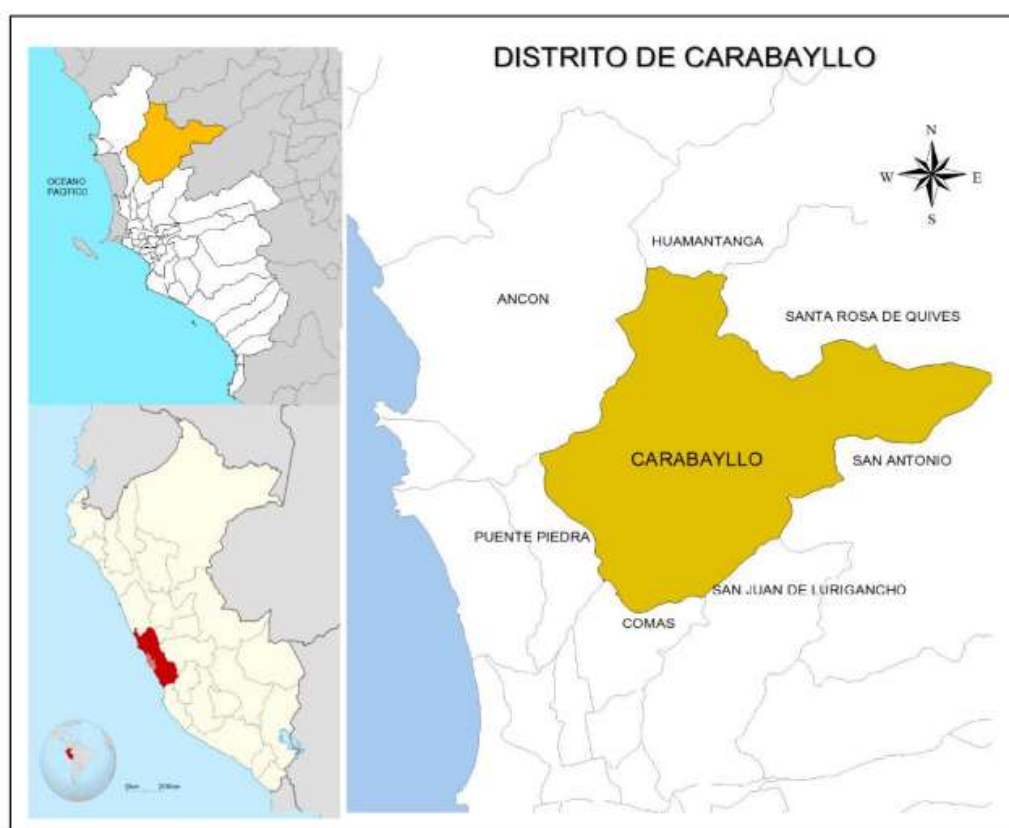 DISTRITO DE CARABAYLLO
OCEANO
PACIFICO
N
W
E
S
HUAMANTANGA
ANCON
SANTA ROSA DE QUIVES
CARABAYLLO
SAN ANTONIO
PUENTE PIEDRA
SAN JUAN DE LURIGANCHO
COMAS